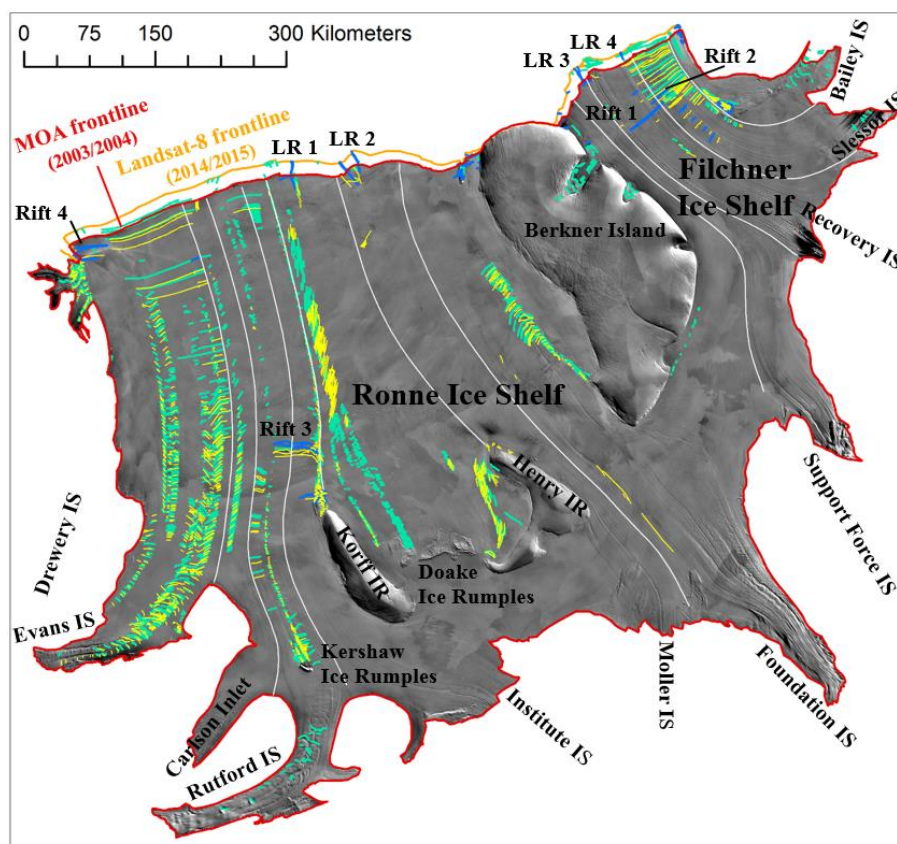 0 75 150 300 Kilometers
MOA frontline
(2003/2004)
Landsat-8 frontline
(2014/2015)
LR 1
LR 2
LR 3
LR 4
Rift 2
Rift 1
Bailey IS
Slessor IS
Filchner
Ice Shelf
Recovery IS
Rift 4
Berkner Island
Ronne Ice Shelf
Rift 3
Henry IR
Korff IR
Doake
Ice Rumples
Support Force IS
Drewery IS
Evans IS
Kershaw
Ice Rumples
Carlson Inlet
Rutford IS
Institute IS
Moller IS
Foundation IS